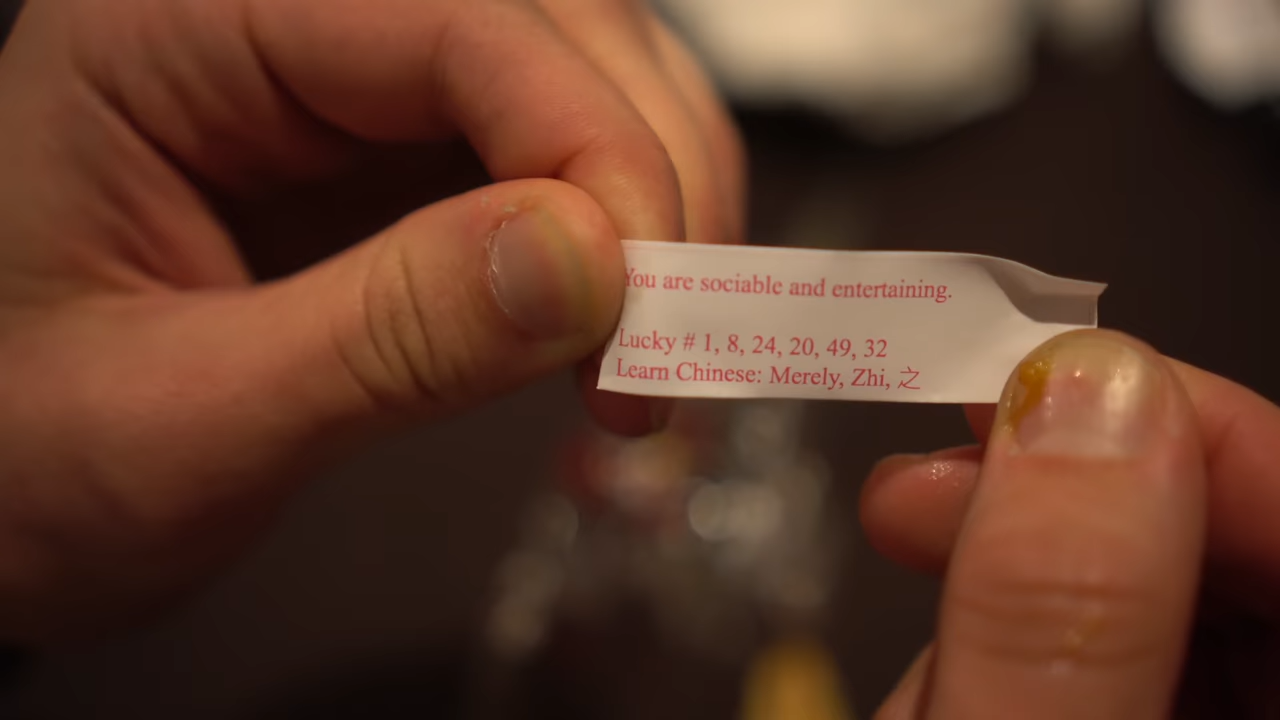 You are sociable and entertaining.
Lucky # 1, 8, 24, 20, 49, 32
Learn Chinese: Merely, Zhi, 之